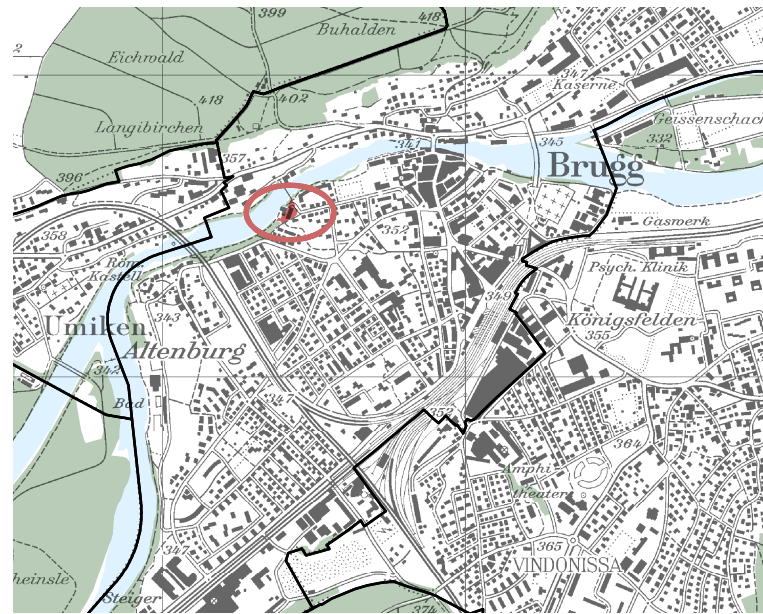 399
418
Buhalden
2
Eichwald
347
Kaserne
418
402
Geissenschach
Langibirchen
341
345
332
357
Brugg
396
352
Gaswerk
358
Röm.
Kastell
Psych. Klinik
349
343
Königsfelden
Umiken
355
Altenburg
342
Bad
347
352
364
Amphi
theater
347
365
VINDONISSA
heinsle
Steiger
374